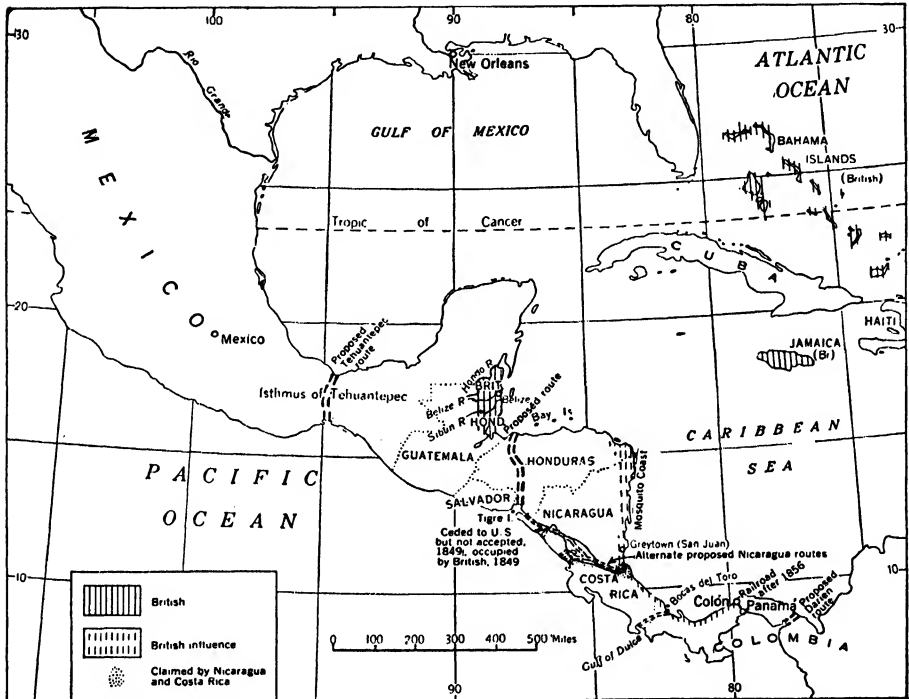 100
90
80
30
30
Rio
Grande
New Orleans
ATLANTIC
OCEAN
GULF OF MEXICO
BAHAMA
ISLANDS
(British)
MEXICO
Tropic of Cancer
CUBA
20
20
Mexico
HAITI
JAMAICA
(Br)
Proposed
Tehuantepec
route
Isthmus of Tehuantepec
Hondo R
BRIT
Belize R
Belize
Sibun R
HOND
Proposed route
Bay Is
GUATEMALA
HONDURAS
CARIBBEAN
SEA
Mosquito Coast
PACIFIC
OCEAN
SALVADOR
NICARAGUA
Tigre I.
Ceded to U.S
but not accepted,
1849, occupied
by British, 1849
Greytown (San Juan)
Alternate proposed Nicaragua routes
COSTA
RICA
Bocas del Toro
Colón
Railroad
after 1856
Panamá
Proposed
Darien
route
10
10
Gulf of Dulce
COLOMBIA
British
British influence
Claimed by Nicaragua
and Costa Rica
0 100 200 300 400 500 Miles
90
80